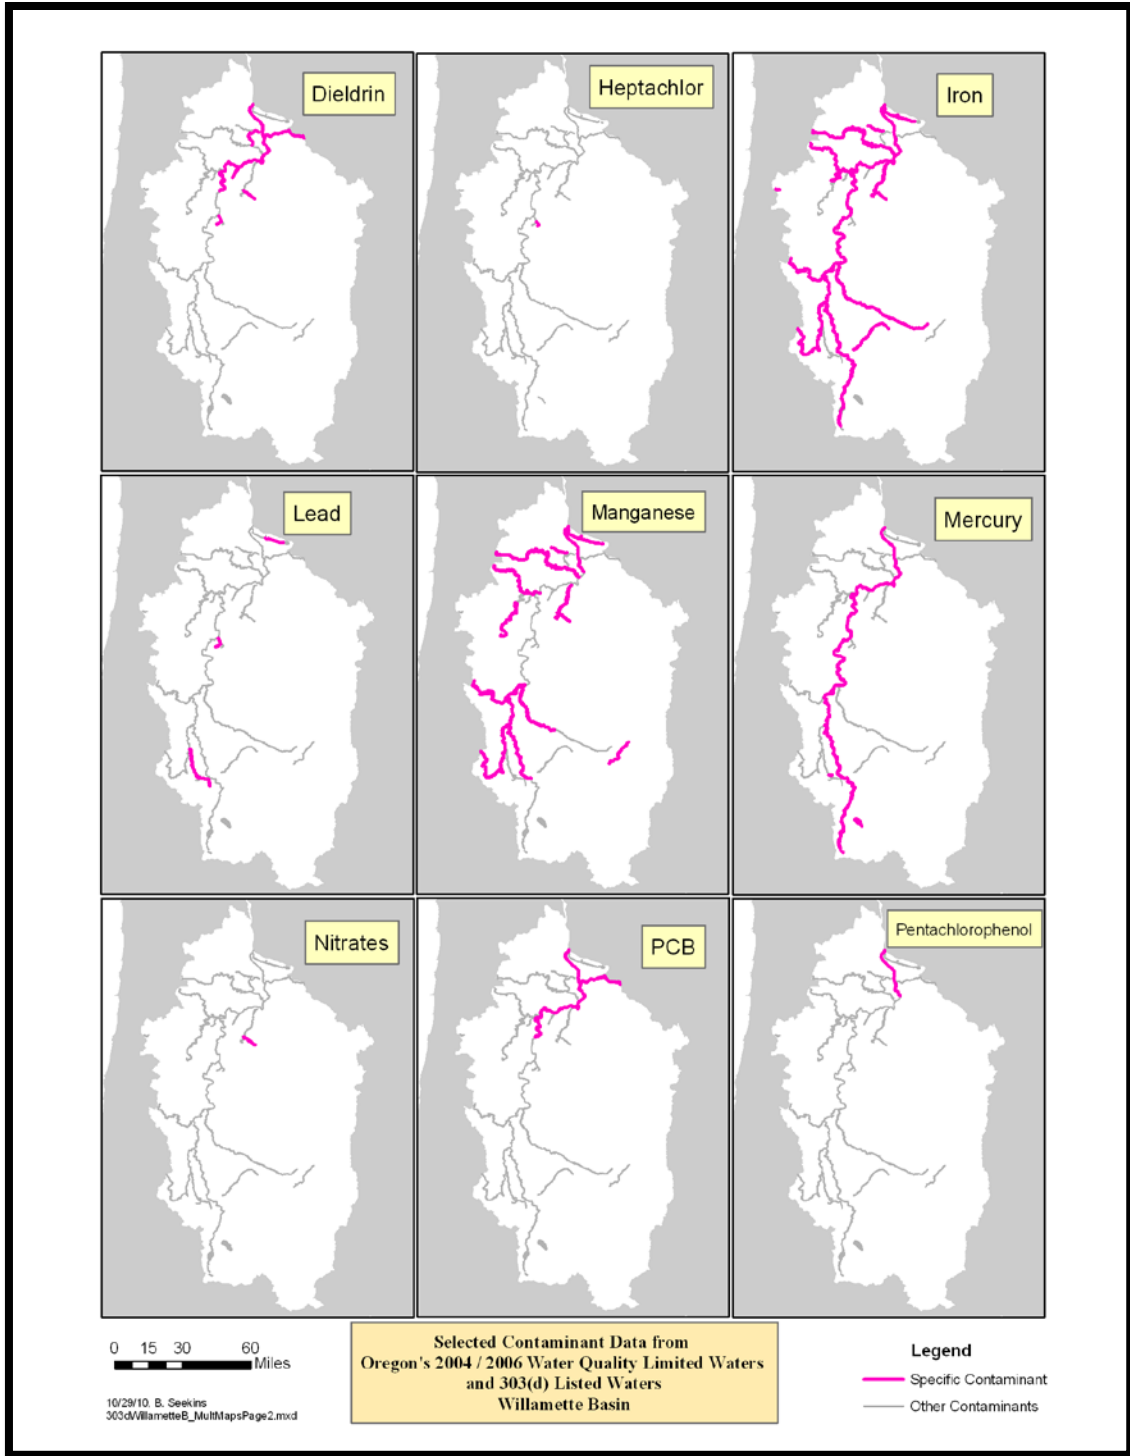 Dieldrin
Heptachlor
Iron
Lead
Manganese
Mercury
Nitrates
PCB
Pentachlorophenol
0 15 30 60
Miles
10/29/10. B. Seekins
303dWillametteB_MultMapsPage2.mxd
Selected Contaminant Data from
Oregon's 2004 / 2006 Water Quality Limited Waters
and 303(d) Listed Waters
Willamette Basin
Legend
Specific Contaminant
Other Contaminants